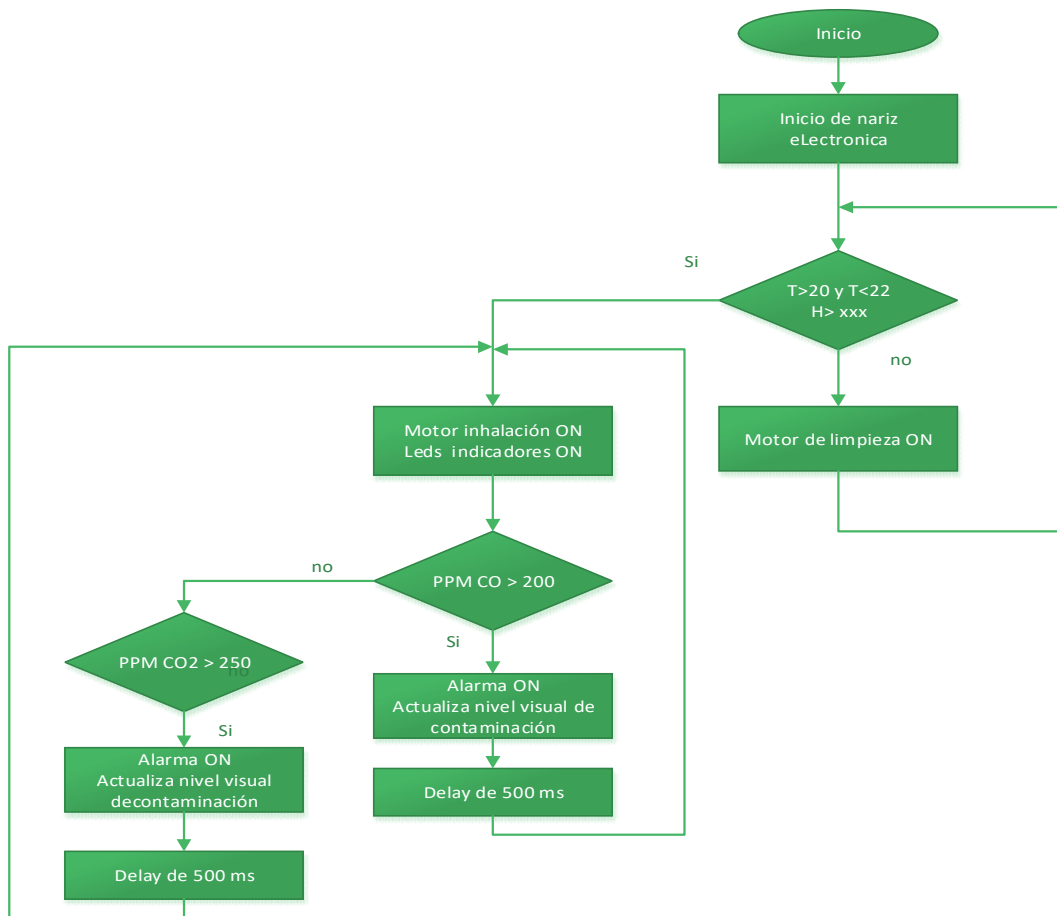 Inicio
Inicio de nariz
eLectronica
Si
T>20 y T<22
H> xxx
no
Motor inhalación ON
Leds indicadores ON
Motor de limpieza ON
no
PPM CO > 200
Si
PPM CO2 > 250
no
Si
Alarma ON
Actualiza nivel visual de
contaminación
Delay de 500 ms
Alarma ON
Actualiza nivel visual
decontaminación
Delay de 500 ms